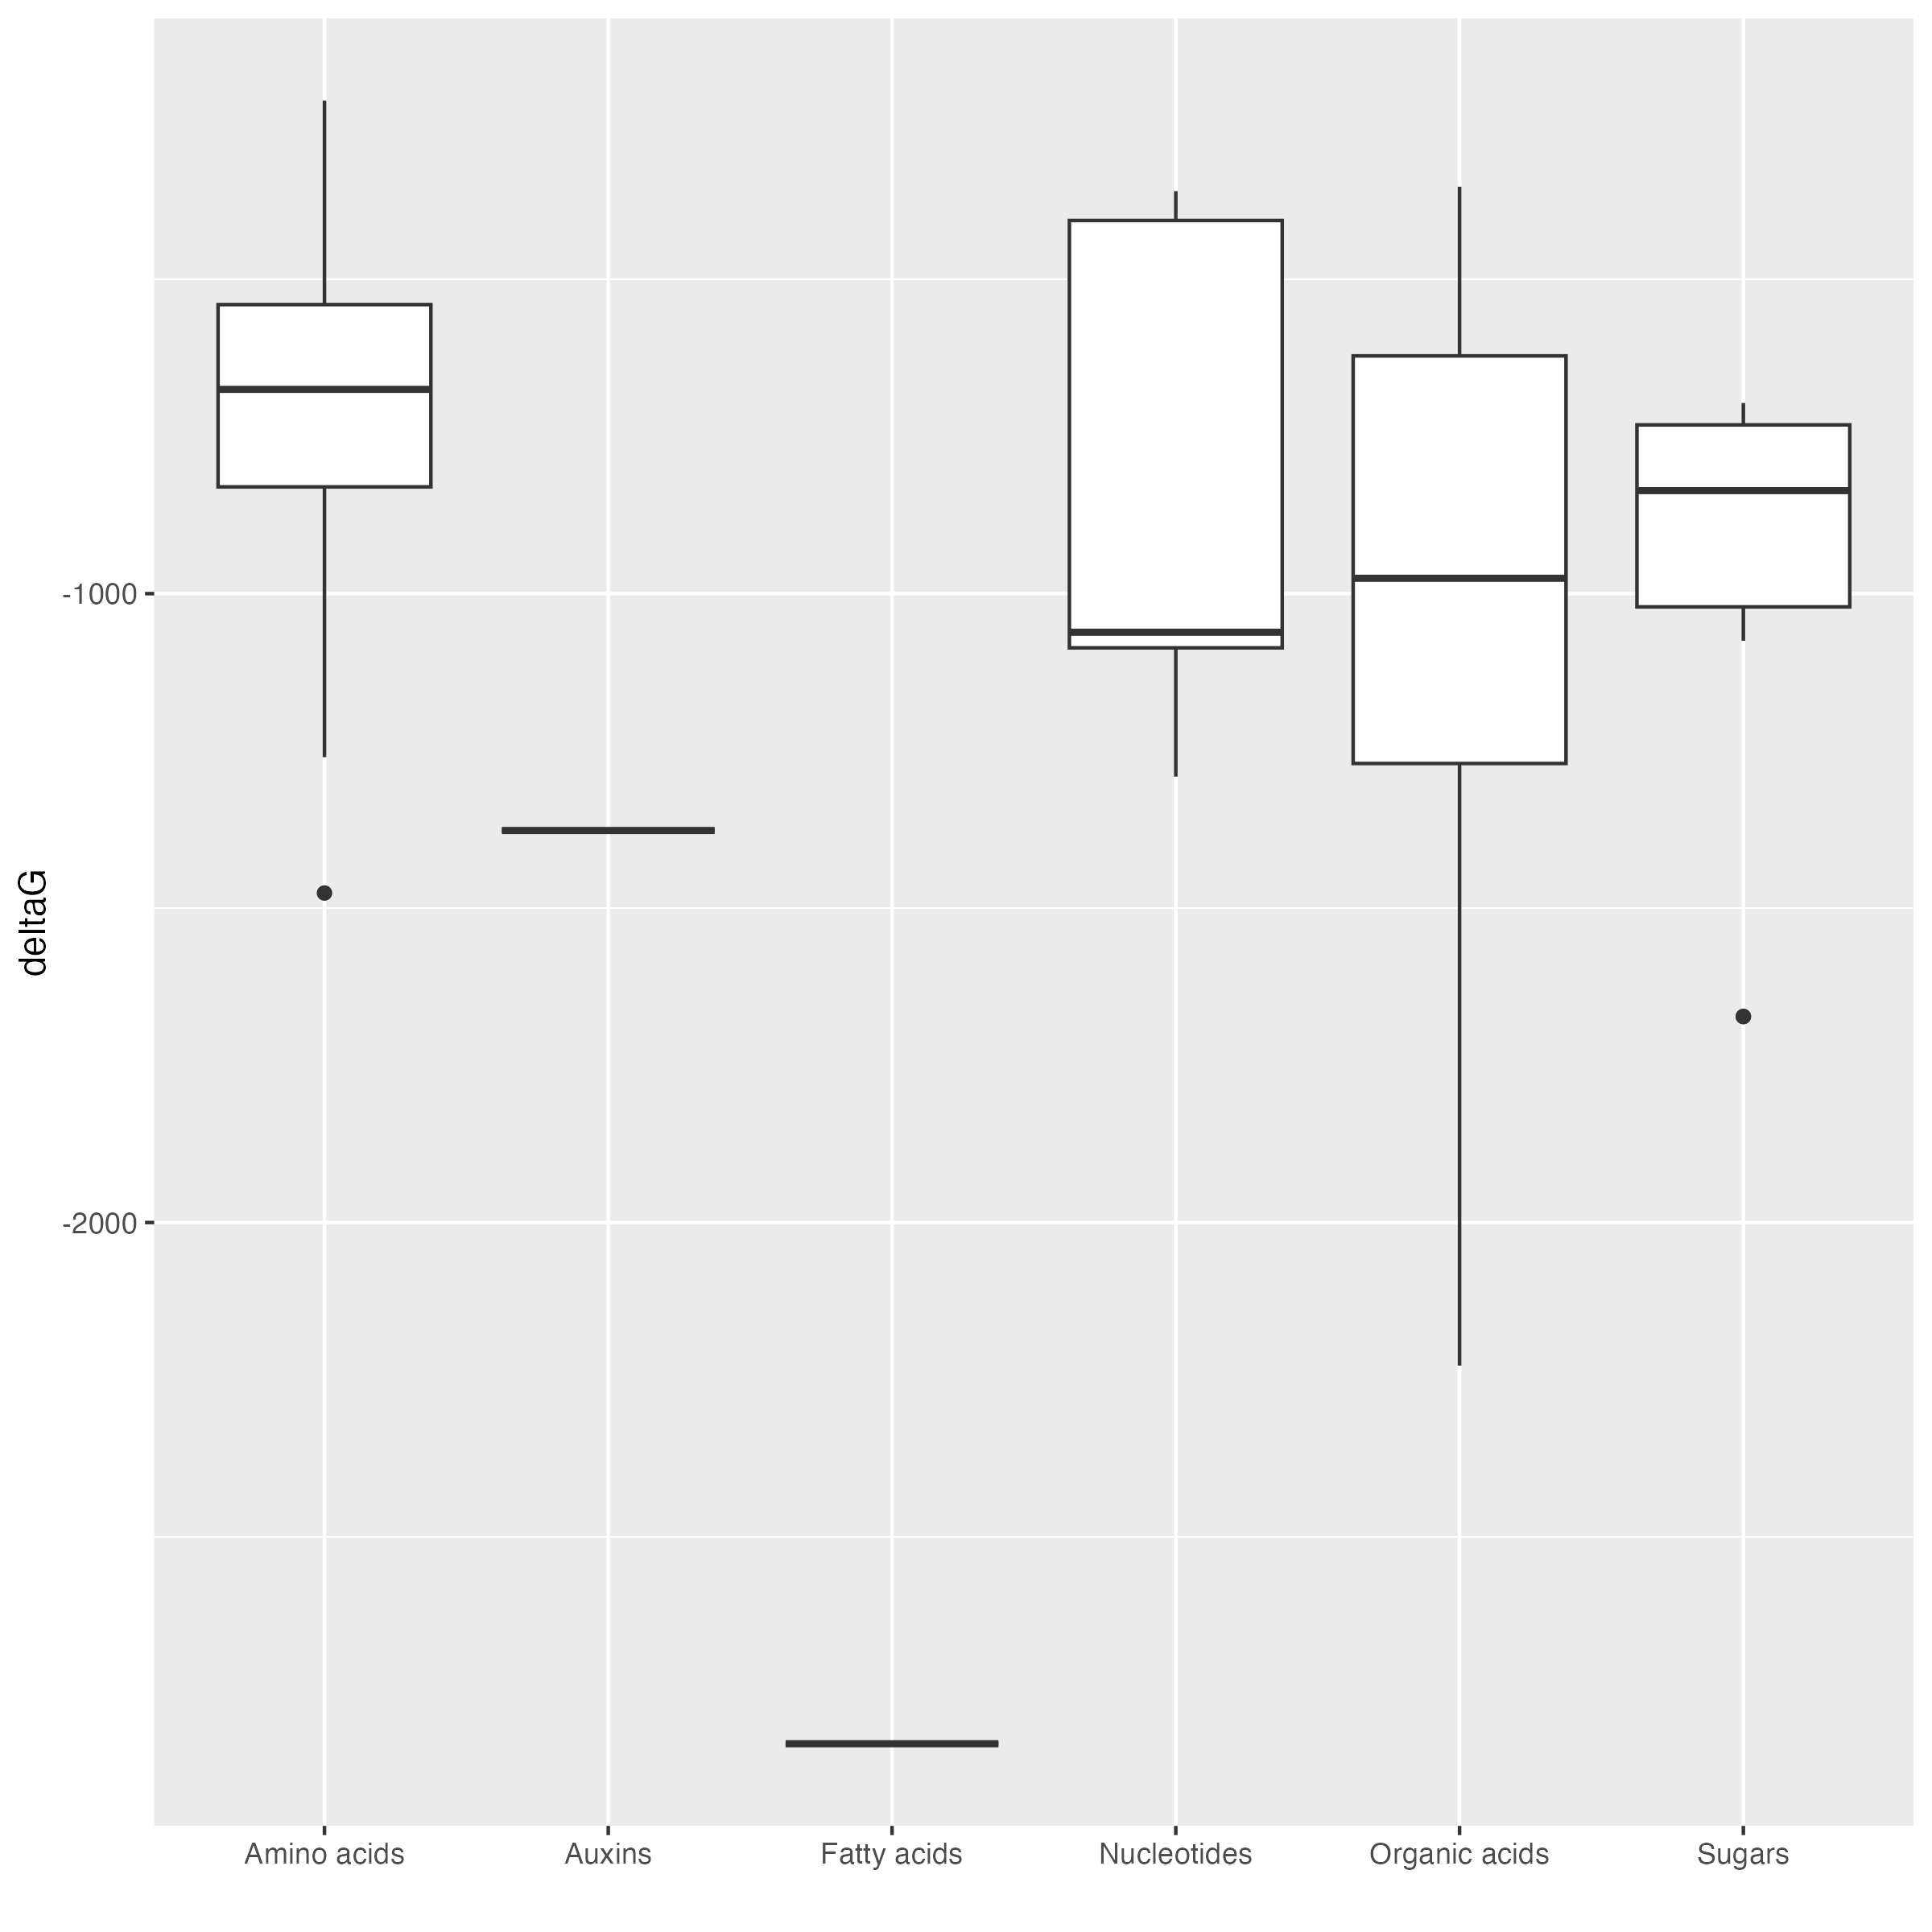 deltaG
-1000
-2000
Amino acids
Auxins
Fatty acids
Nucleotides
Organic acids
Sugars